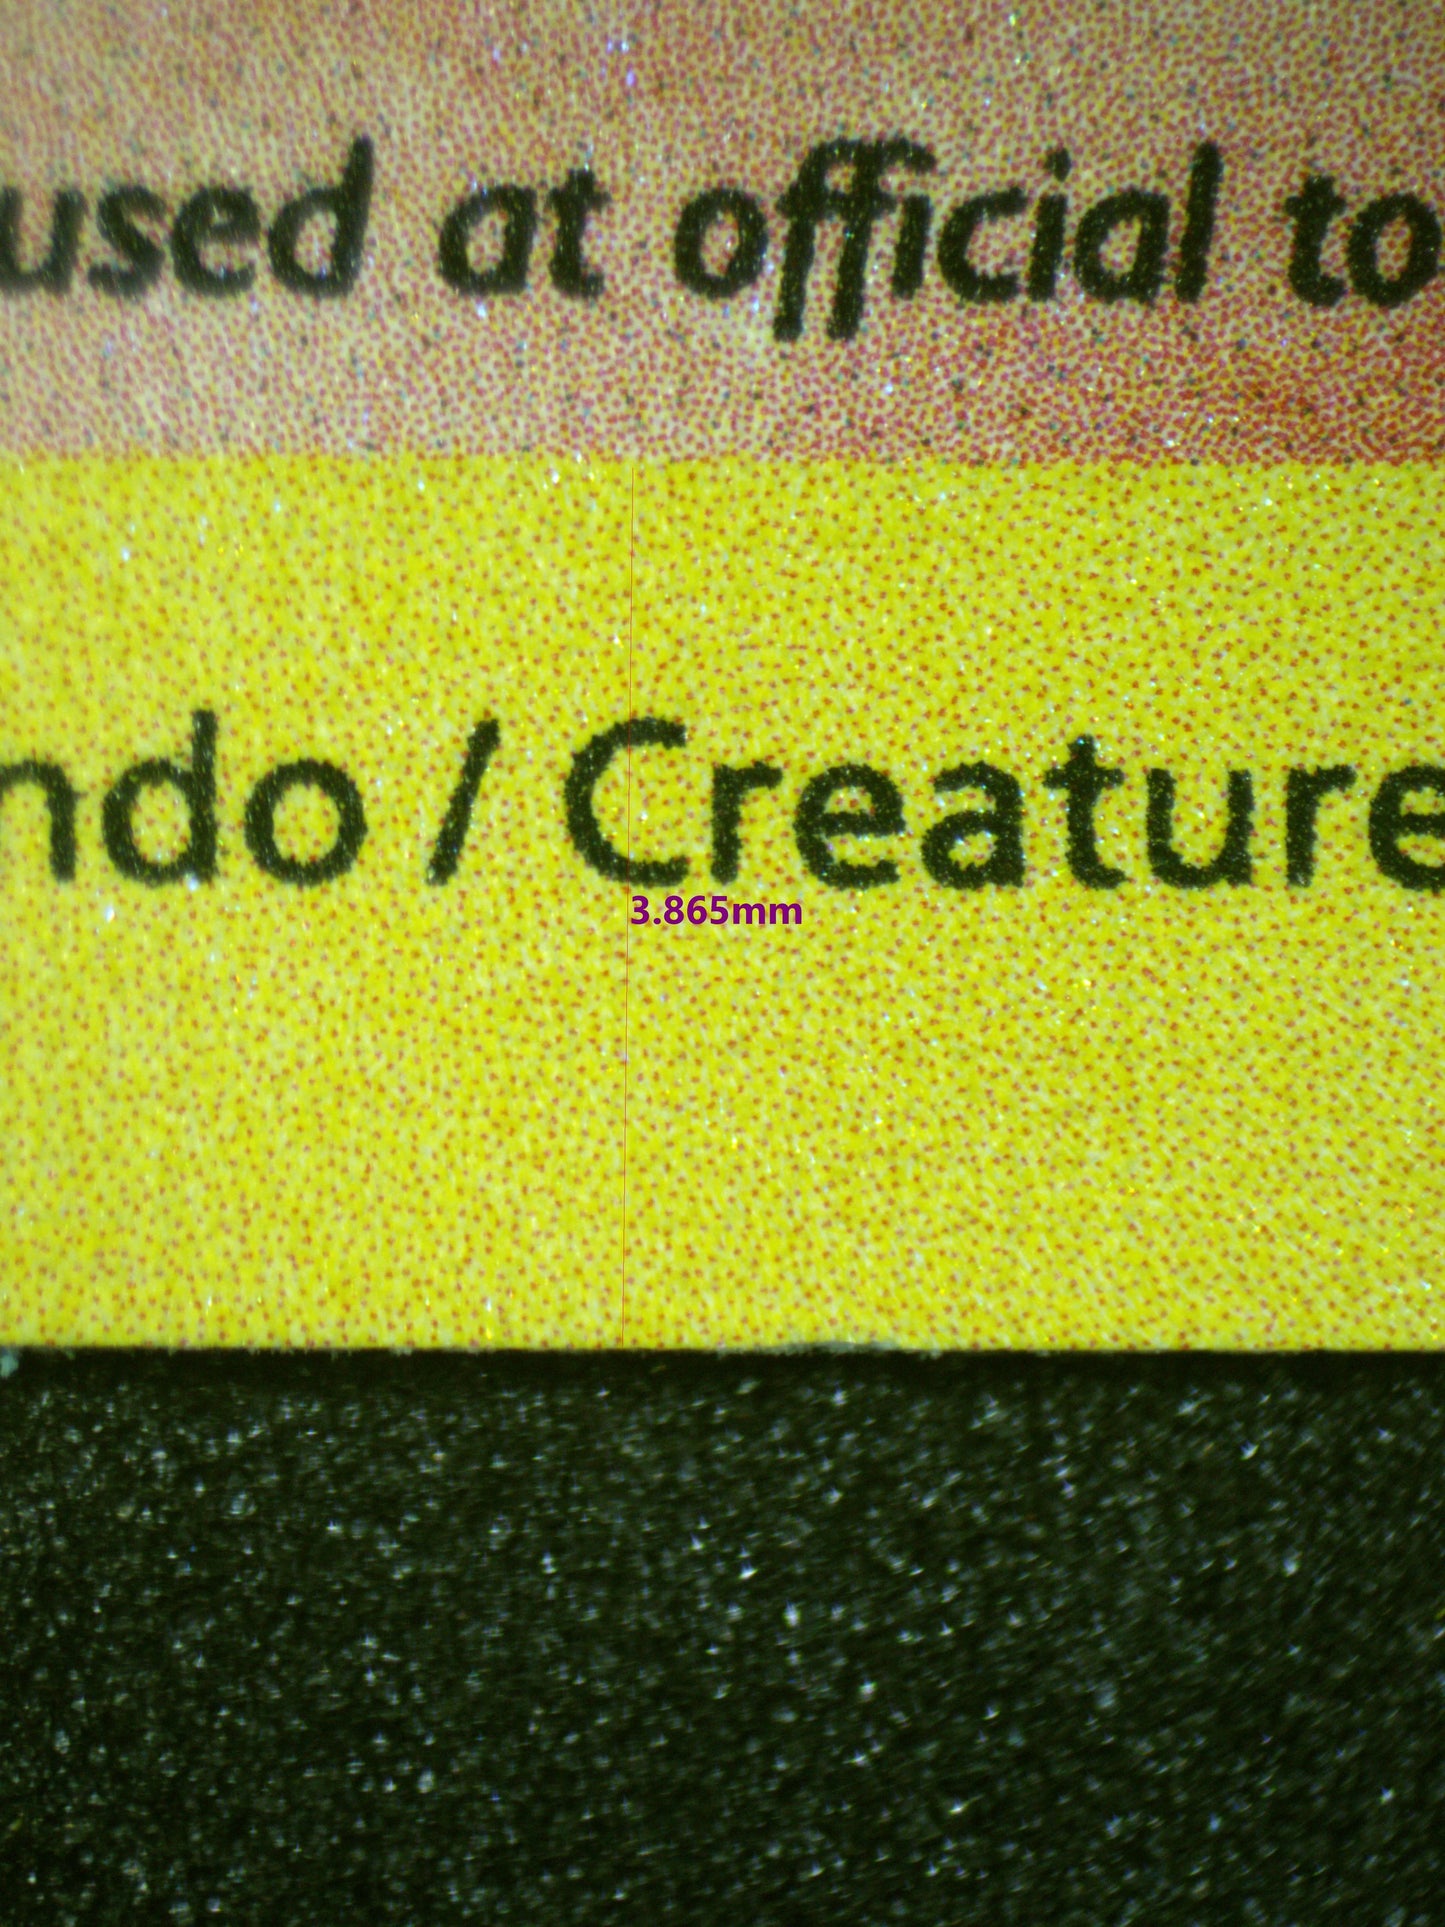 used at official to
ndo / Creature
3.865mm